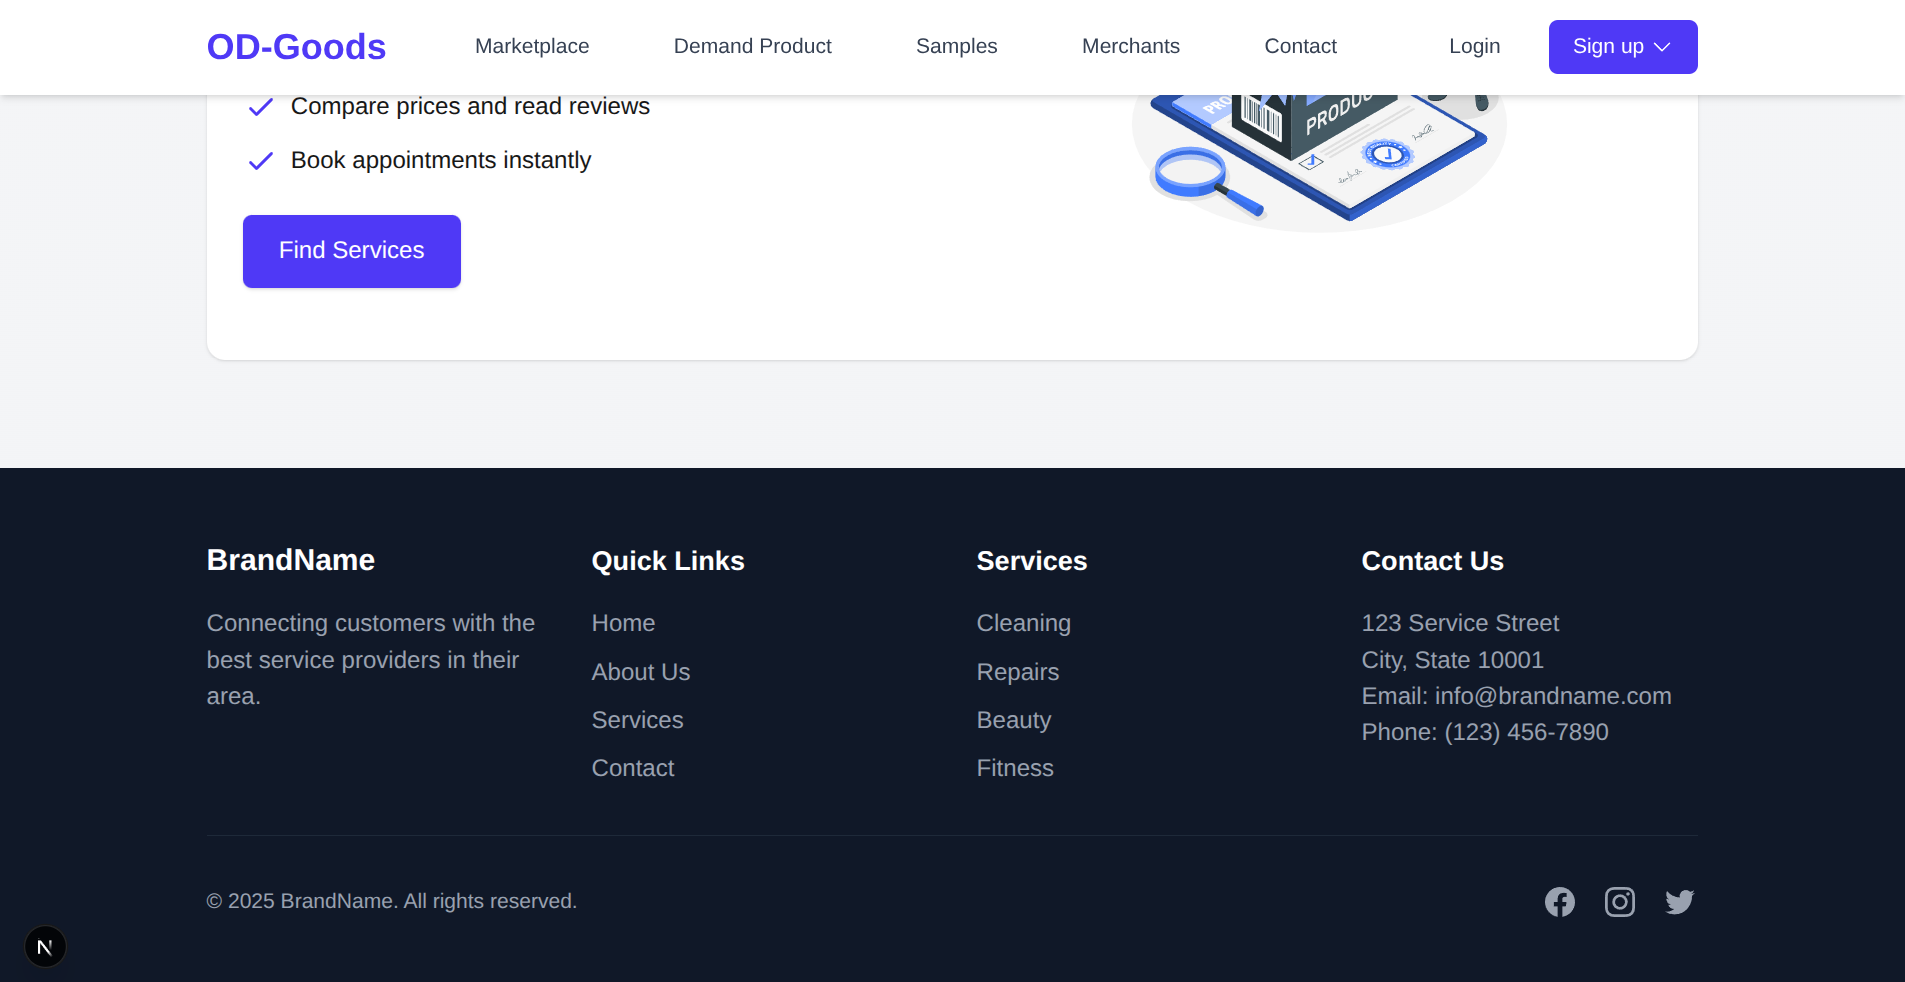 OD-Goods
Marketplace
Demand Product
Samples
Merchants
Contact
Login
Sign up
Compare prices and read reviews
Book appointments instantly
Find Services
PRODUC
BrandName
Connecting customers with the
best service providers in their
area.
Quick Links
Home
About Us
Services
Contact
Services
Cleaning
Repairs
Beauty
Fitness
Contact Us
123 Service Street
City, State 10001
Email: info@brandname.com
Phone: (123) 456-7890
© 2025 BrandName. All rights reserved.